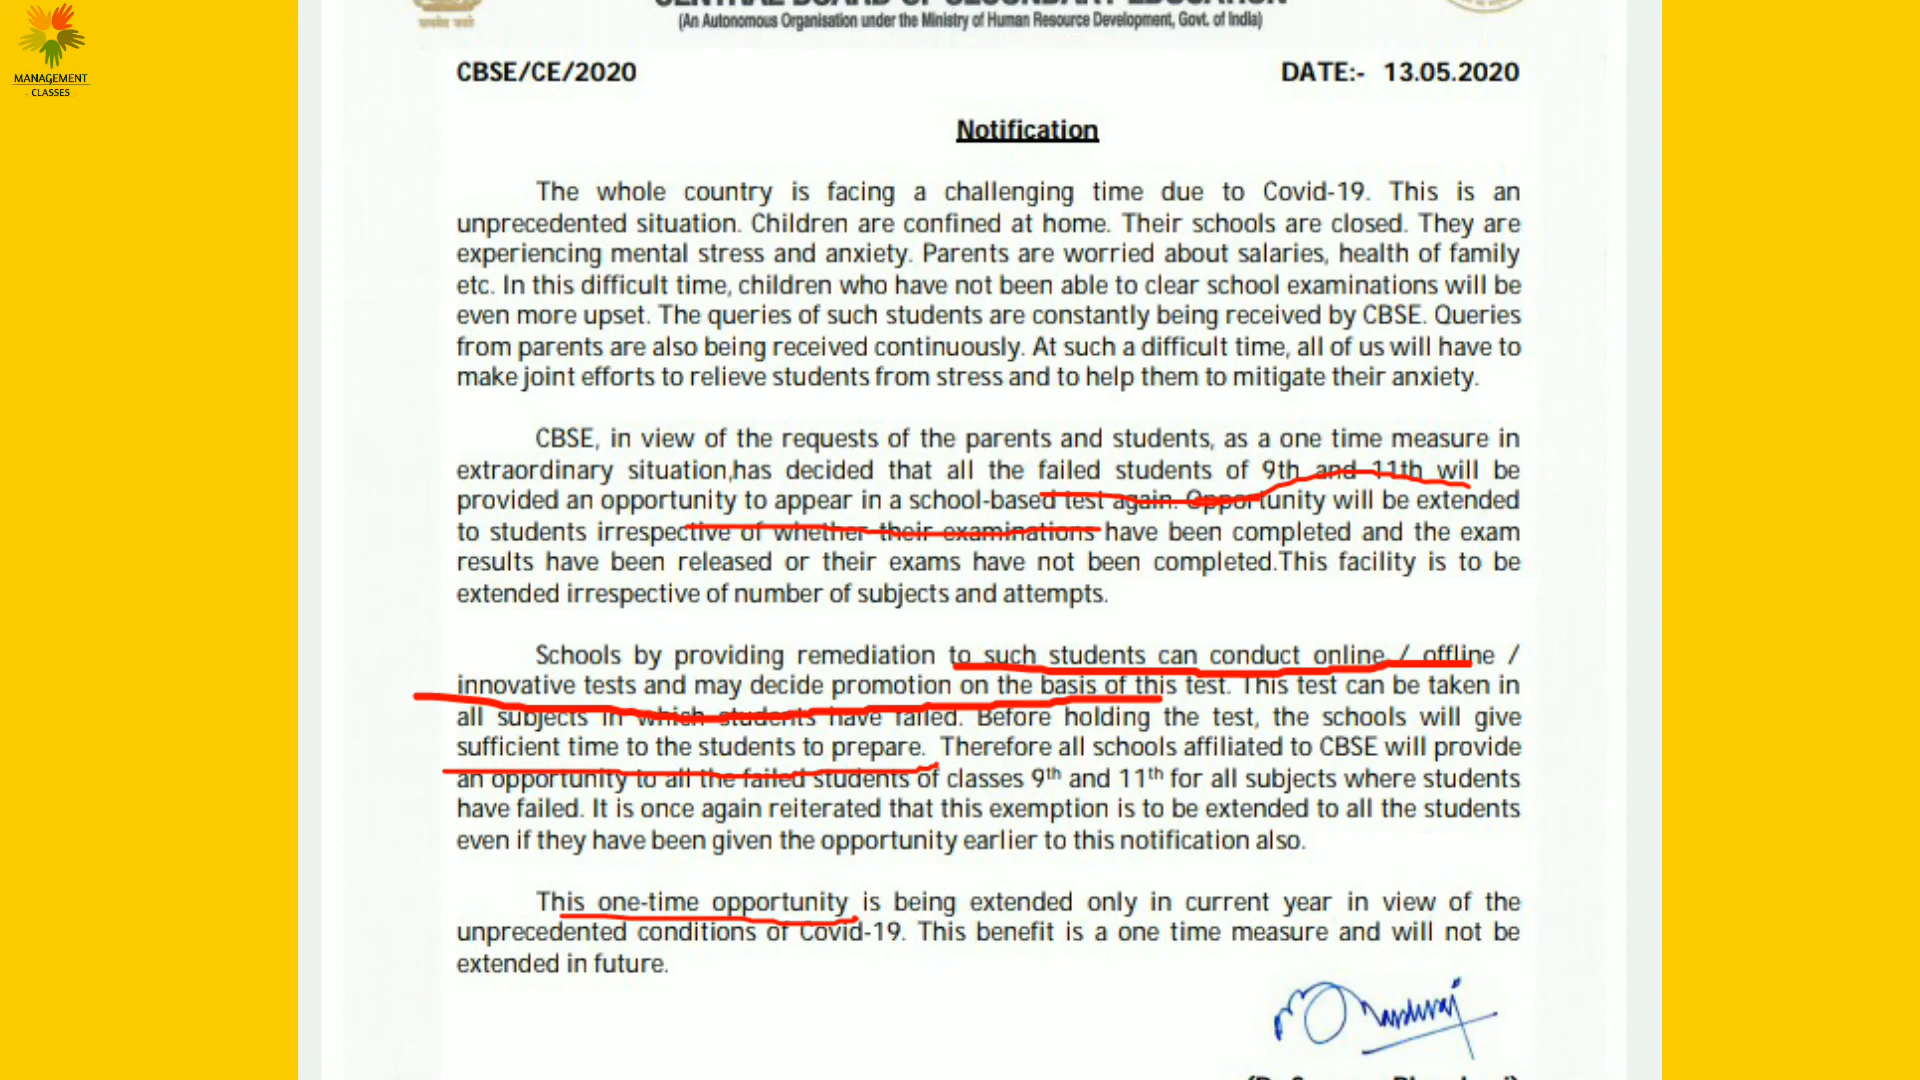 MANAGEMENT
CLASSES
CENTRAL BOARD OF SECONDARY EDUCATION
(An Autonomous Organisation under the Ministry of Human Resource Development, Govt. of India)
CBSE/CE/2020 DATE:- 13.05.2020
Notification
The whole country is facing a challenging time due to Covid-19. This is an
unprecedented situation. Children are confined at home. Their schools are closed. They are
experiencing mental stress and anxiety. Parents are worried about salaries, health of family
etc. In this difficult time, children who have not been able to clear school examinations will be
even more upset. The queries of such students are constantly being received by CBSE. Queries
from parents are also being received continuously. At such a difficult time, all of us will have to
make joint efforts to relieve students from stress and to help them to mitigate their anxiety.
CBSE, in view of the requests of the parents and students, as a one time measure in
extraordinary situation,has decided that all the failed students of 9th and 11th will be
provided an opportunity to appear in a school-based test again. Opportunity will be extended
to students irrespective of whether their examinations have been completed and the exam
results have been released or their exams have not been completed.This facility is to be
extended irrespective of number of subjects and attempts.
Schools by providing remediation to such students can conduct online / offline /
innovative tests and may decide promotion on the basis of this test. This test can be taken in
all subjects in which students have failed. Before holding the test, the schools will give
sufficient time to the students to prepare. Therefore all schools affiliated to CBSE will provide
an opportunity to all the failed students of classes 9th and 11th for all subjects where students
have failed. It is once again reiterated that this exemption is to be extended to all the students
even if they have been given the opportunity earlier to this notification also.
This one-time opportunity is being extended only in current year in view of the
unprecedented conditions of Covid-19. This benefit is a one time measure and will not be
extended in future.